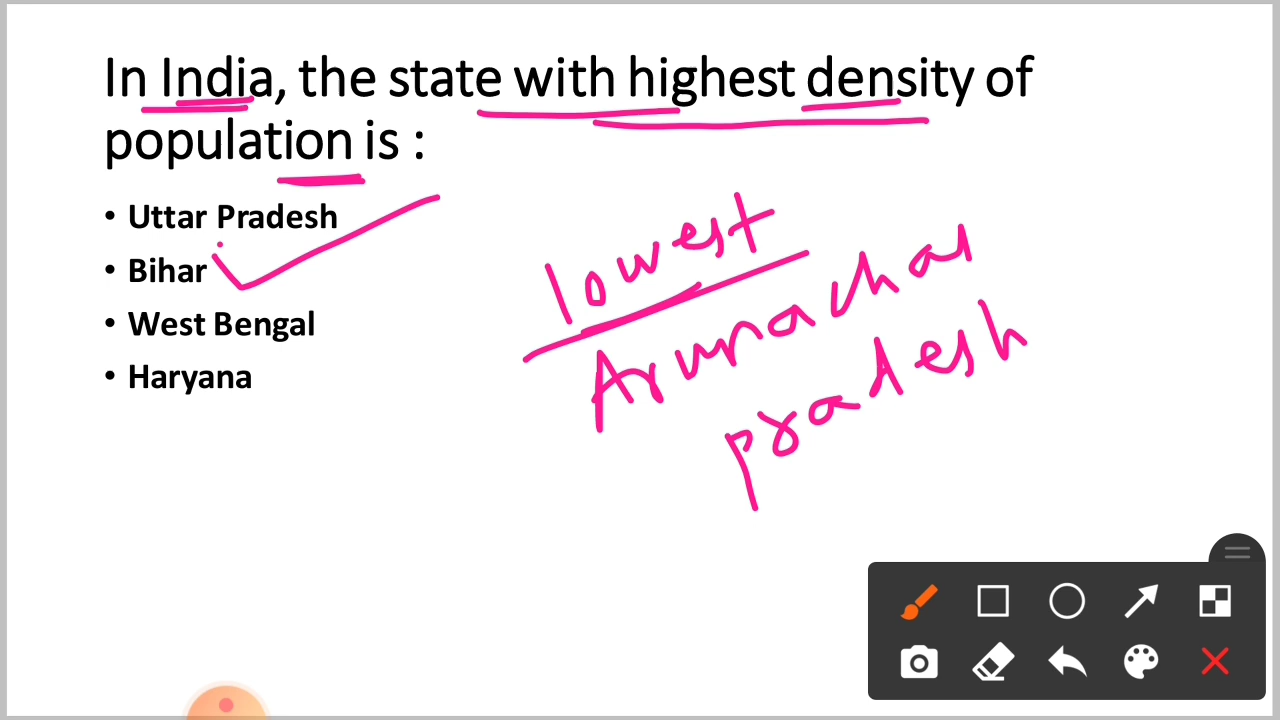 In India, the state with highest density of
population is :
• Uttar Pradesh
• Bihar
• West Bengal
• Haryana
lowest
Arunachal
pradesh